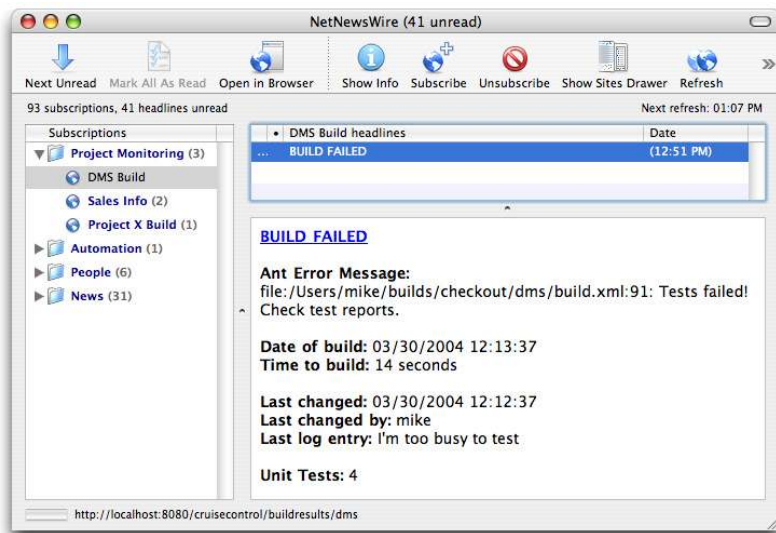 NetNewsWire (41 unread)
Next Unread Mark All As Read Open in Browser Show Info Subscribe Unsubscribe Show Sites Drawer Refresh »
93 subscriptions, 41 headlines unread Next refresh: 01:07 PM
Subscriptions
Project Monitoring (3)
DMS Build
Sales Info (2)
Project X Build (1)
Automation (1)
People (6)
News (31)
• DMS Build headlines Date
... BUILD FAILED (12:51 PM)
BUILD FAILED
Ant Error Message:
file:/Users/mike/builds/checkout/dms/build.xml:91: Tests failed!
Check test reports.
Date of build: 03/30/2004 12:13:37
Time to build: 14 seconds
Last changed: 03/30/2004 12:12:37
Last changed by: mike
Last log entry: I'm too busy to test
Unit Tests: 4
http://localhost:8080/cruisecontrol/buildresults/dms